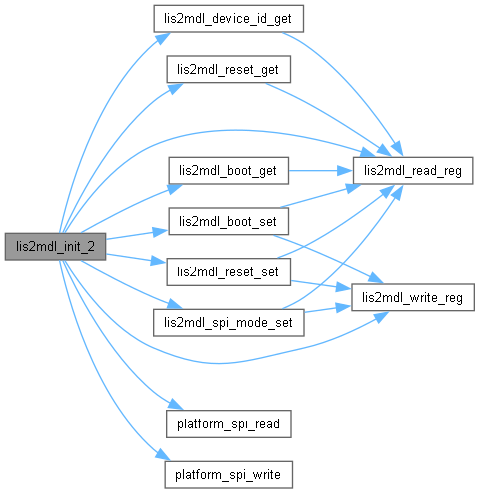 lis2mdl_device_id_get
lis2mdl_reset_get
lis2mdl_read_reg
lis2mdl_boot_get
lis2mdl_boot_set
lis2mdl_init_2
lis2mdl_reset_set
lis2mdl_write_reg
lis2mdl_spi_mode_set
platform_spi_read
platform_spi_write